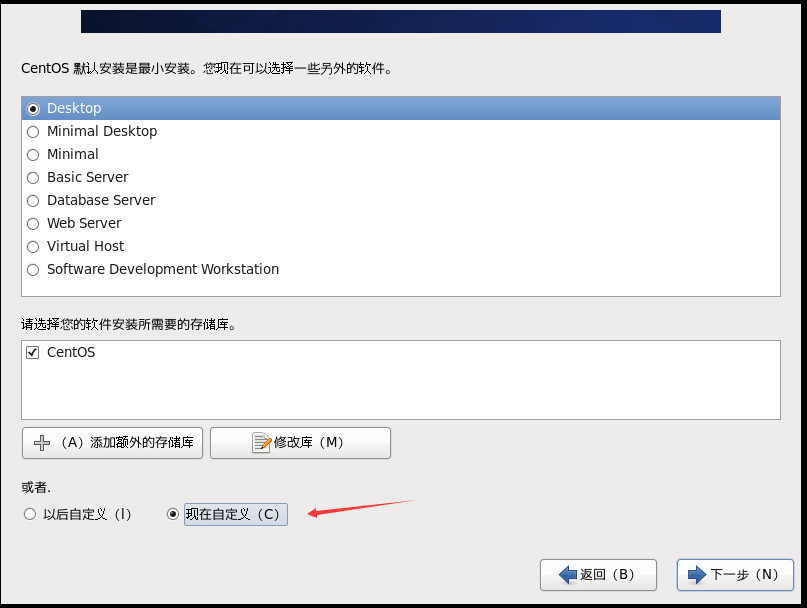 CentOS 默认安装是最小安装。您现在可以选择一些另外的软件。
Desktop
Minimal Desktop
Minimal
Basic Server
Database Server
Web Server
Virtual Host
Software Development Workstation
请选择您的软件安装所需要的存储库。
CentOS
（A）添加额外的存储库 修改库（M）
或者.
以后自定义（l） 现在自定义（C）
返回（B） 下一步（N）